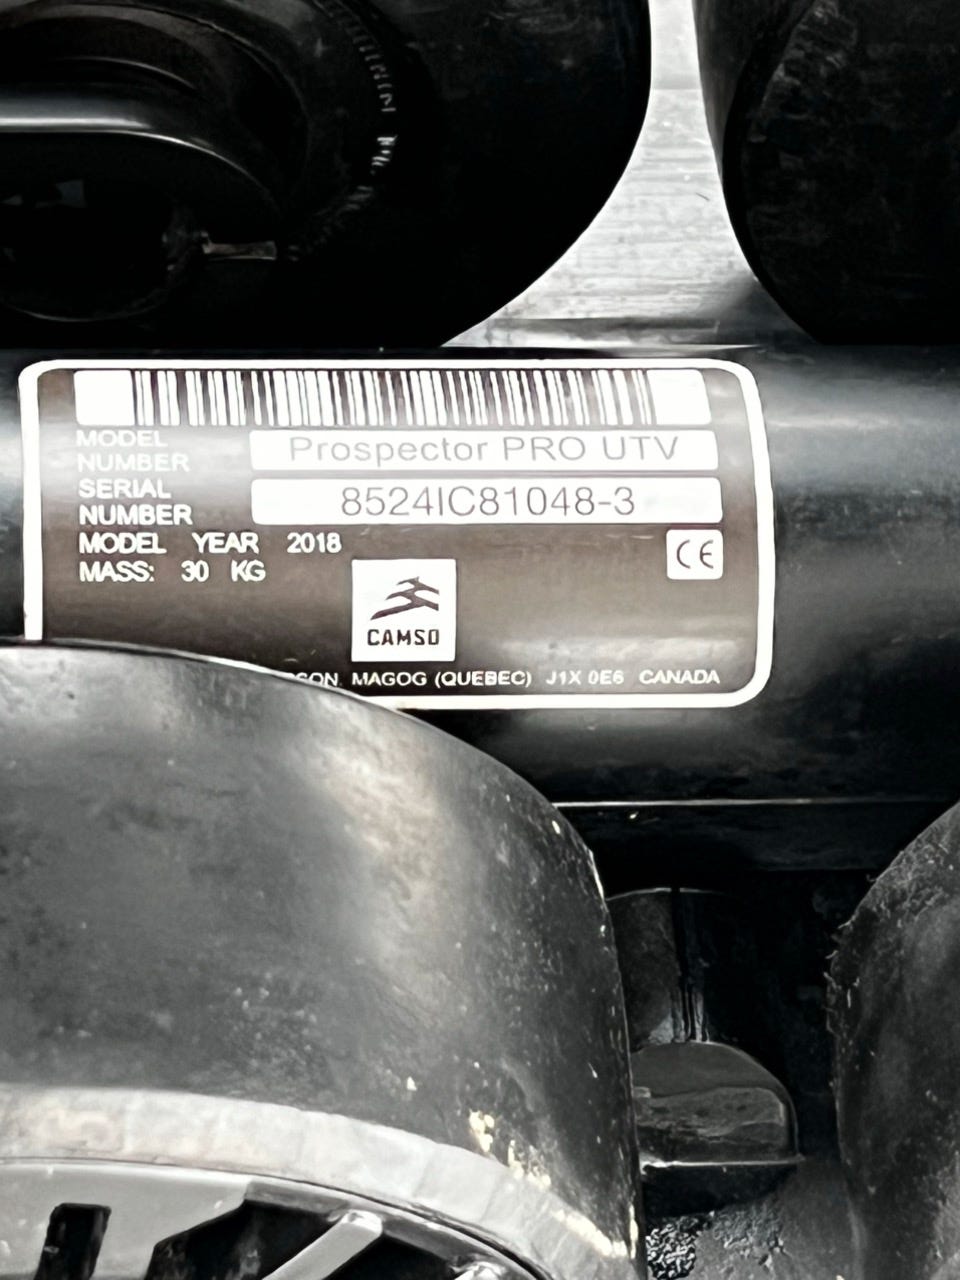 MODEL NUMBER Prospector PRO UTV
SERIAL NUMBER 8524IC81048-3
MODEL YEAR 2018
MASS: 30 KG
CE
CAMSO
MAGOG (QUEBEC) J1X 0E6 CANADA